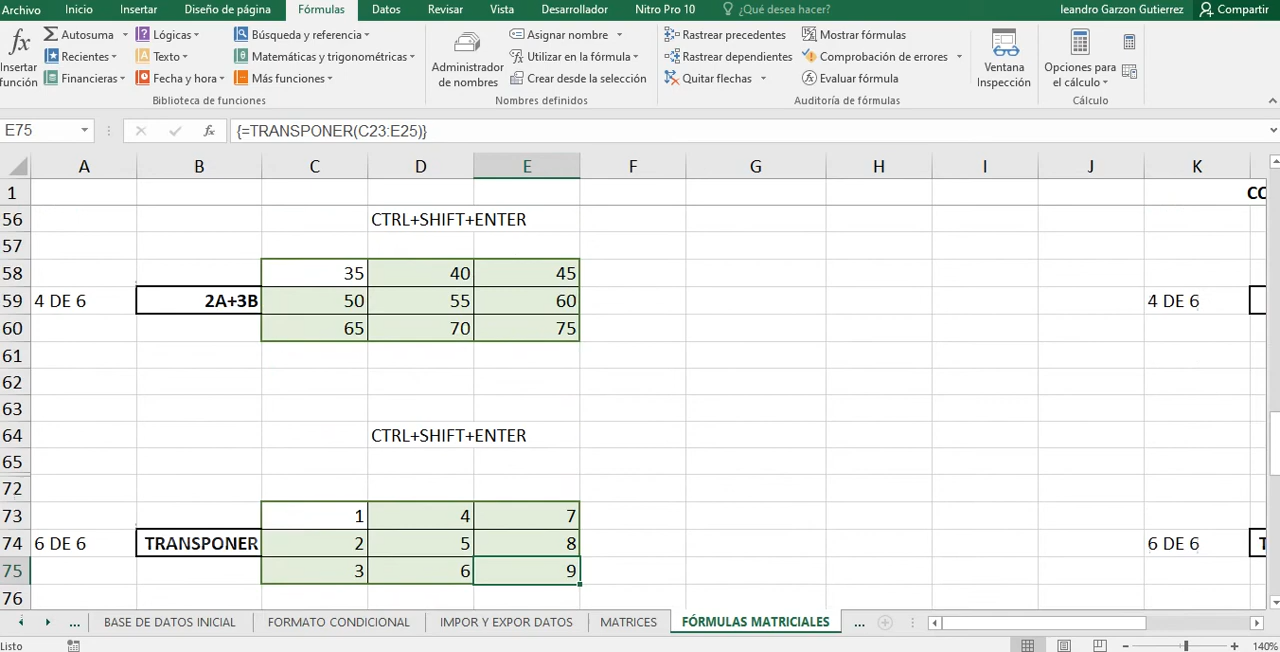 Archivo Inicio Insertar Diseño de página Fórmulas Datos Revisar Vista Desarrollador Nitro Pro 10 ¿Qué desea hacer? leandro Garzon Gutierrez Compartir
fx Insertar función
Autosuma Lógicas Búsqueda y referencia
Recientes Texto Matemáticas y trigonométricas
Financieras Fecha y hora Más funciones
Biblioteca de funciones
Administrador de nombres
Asignar nombre
Utilizar en la fórmula
Crear desde la selección
Nombres definidos
Rastrear precedentes Mostrar fórmulas
Rastrear dependientes Comprobación de errores
Quitar flechas Evaluar fórmula
Auditoría de fórmulas
Ventana Inspección
Opciones para el cálculo
Cálculo
E75 fx {=TRANSPONER(C23:E25)}
A B C D E F G H I J K
1 CO
56 CTRL+SHIFT+ENTER
57
58 35 40 45
59 4 DE 6 2A+3B 50 55 60 4 DE 6
60 65 70 75
61
62
63
64 CTRL+SHIFT+ENTER
65
72
73 1 4 7
74 6 DE 6 TRANSPONER 2 5 8 6 DE 6 T
75 3 6 9
76
... BASE DE DATOS INICIAL FORMATO CONDICIONAL IMPOR Y EXPOR DATOS MATRICES FÓRMULAS MATRICIALES ...
Listo 140%